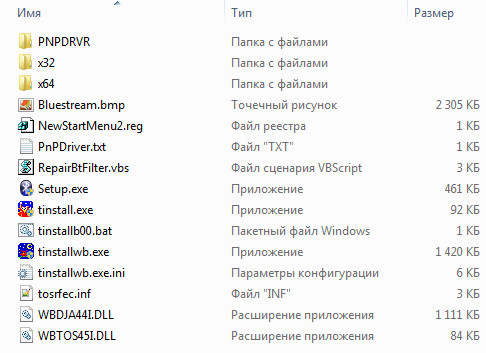 Имя Тип Размер
PNPDRVR Папка с файлами
x32 Папка с файлами
x64 Папка с файлами
Bluestream.bmp Точечный рисунок 2 305 КБ
NewStartMenu2.reg Файл реестра 1 КБ
PnPDriver.txt Файл "TXT" 1 КБ
RepairBtFilter.vbs Файл сценария VBScript 3 КБ
Setup.exe Приложение 461 КБ
tinstall.exe Приложение 92 КБ
tinstallb00.bat Пакетный файл Windows 1 КБ
tinstallwb.exe Приложение 1 420 КБ
tinstallwb.exe.ini Параметры конфигурации 6 КБ
tosrfec.inf Файл "INF" 3 КБ
WBDJA44I.DLL Расширение приложения 1 111 КБ
WBTOS45I.DLL Расширение приложения 84 КБ